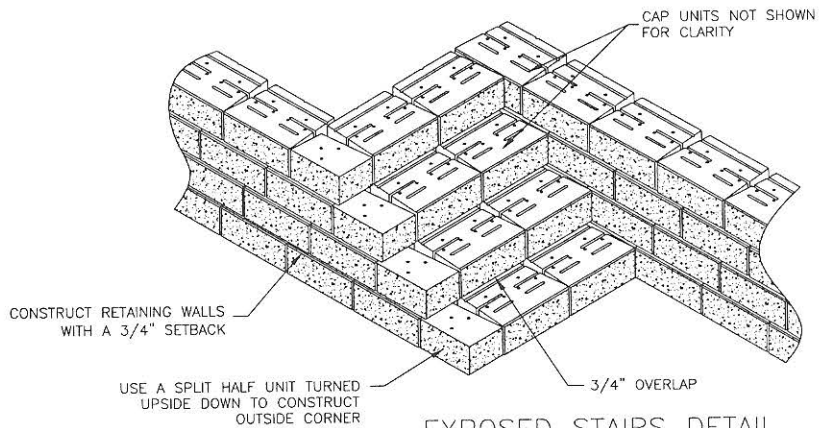 CAP UNITS NOT SHOWN
FOR CLARITY
CONSTRUCT RETAINING WALLS
WITH A 3/4" SETBACK
USE A SPLIT HALF UNIT TURNED
UPSIDE DOWN TO CONSTRUCT
OUTSIDE CORNER
3/4" OVERLAP
EXPOSED STAIRS DETAIL